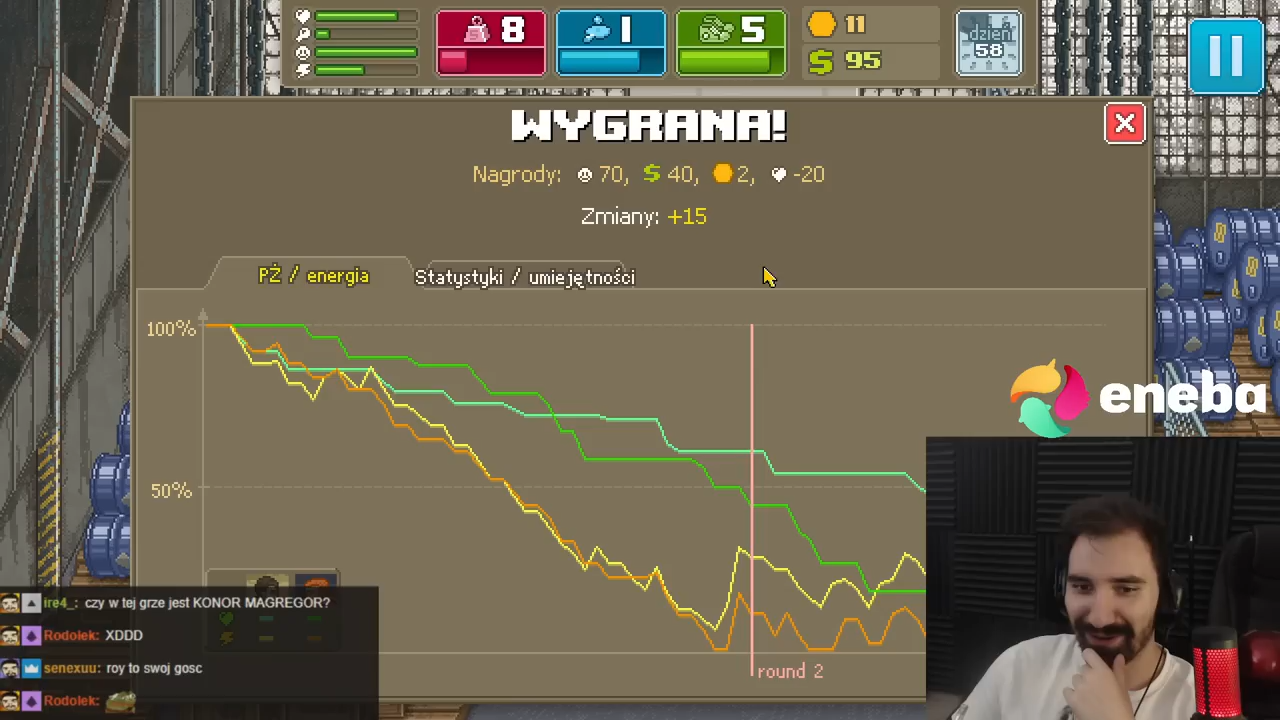 8
1
5
11
95
dzień
58
WYGRANA!
Nagrody: 70, $ 40, 2, -20
Zmiany: +15
PŻ / energia
Statystyki / umiejętności
100%
50%
round 2
eneba
ire4_: czy w tej grze jest KONOR MAGREGOR?
Rodolek: XDDD
senexuu: roy to swoj gosc
Rodolek: